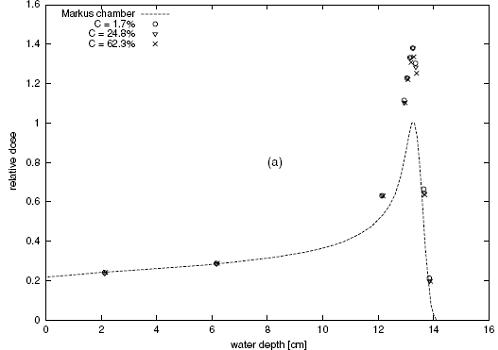 1.6
Markus chamber
C = 1.7%
C = 24.8%
C = 62.3%
1.4
1.2
1
0.8
0.6
0.4
0.2
0
relative dose
(a)
0 2 4 6 8 10 12 14 16
water depth [cm]